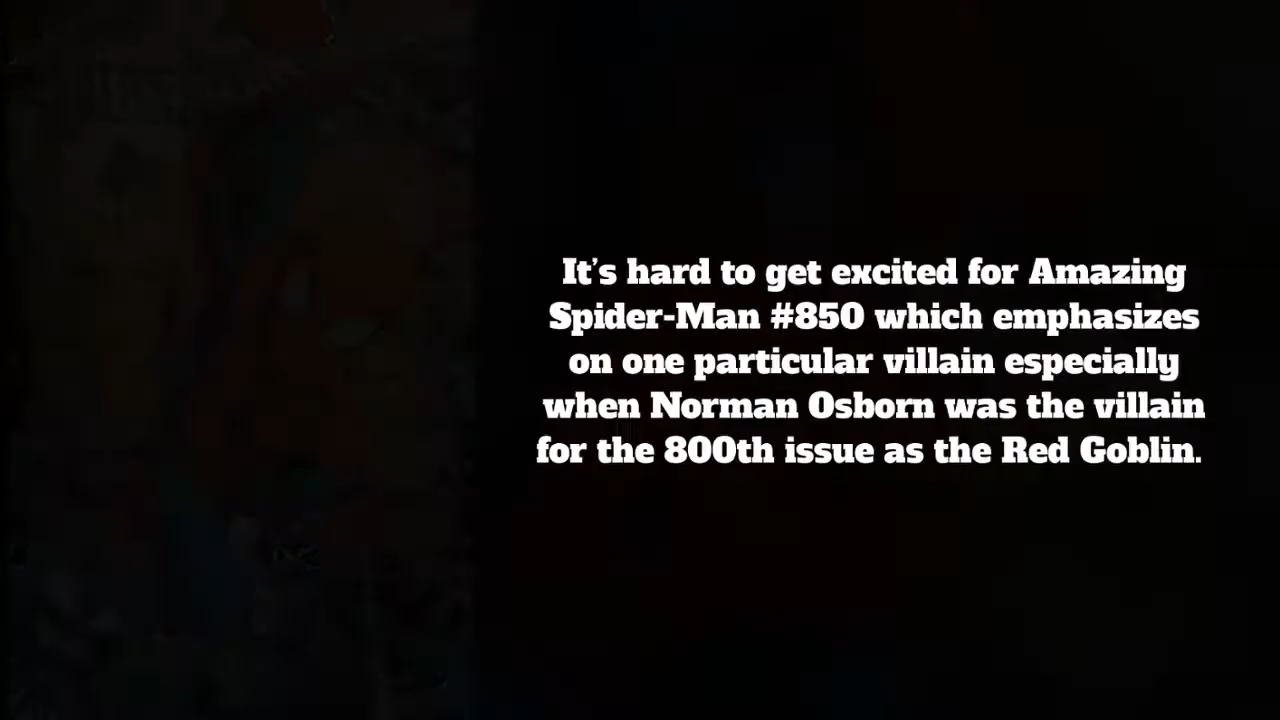 It’s hard to get excited for Amazing
Spider-Man #850 which emphasizes
on one particular villain especially
when Norman Osborn was the villain
for the 800th issue as the Red Goblin.